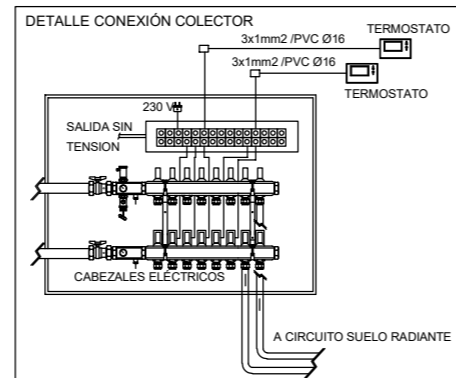 DETALLE CONEXIÓN COLECTOR
TERMOSTATO
3x1mm2 /PVC Ø16
3x1mm2 /PVC Ø16
TERMOSTATO
230 V
SALIDA SIN
TENSION
CABEZALES ELÉCTRICOS
A CIRCUITO SUELO RADIANTE